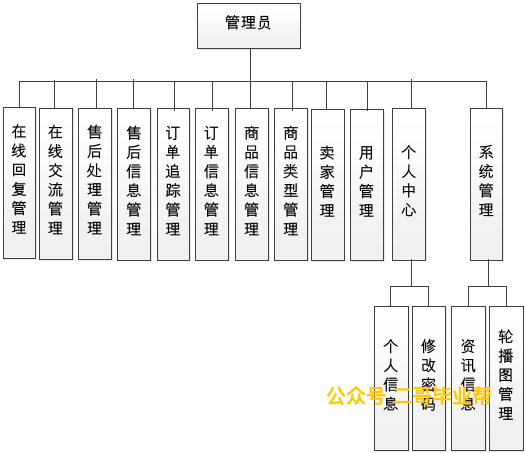 管理员
在线回复管理
在线交流管理
售后处理管理
售后信息管理
订单追踪管理
订单信息管理
商品信息管理
商品类型管理
卖家管理
用户管理
个人中心
系统管理
个人信息
修改密码
资讯信息
轮播图管理
公众号:二哥毕业帮